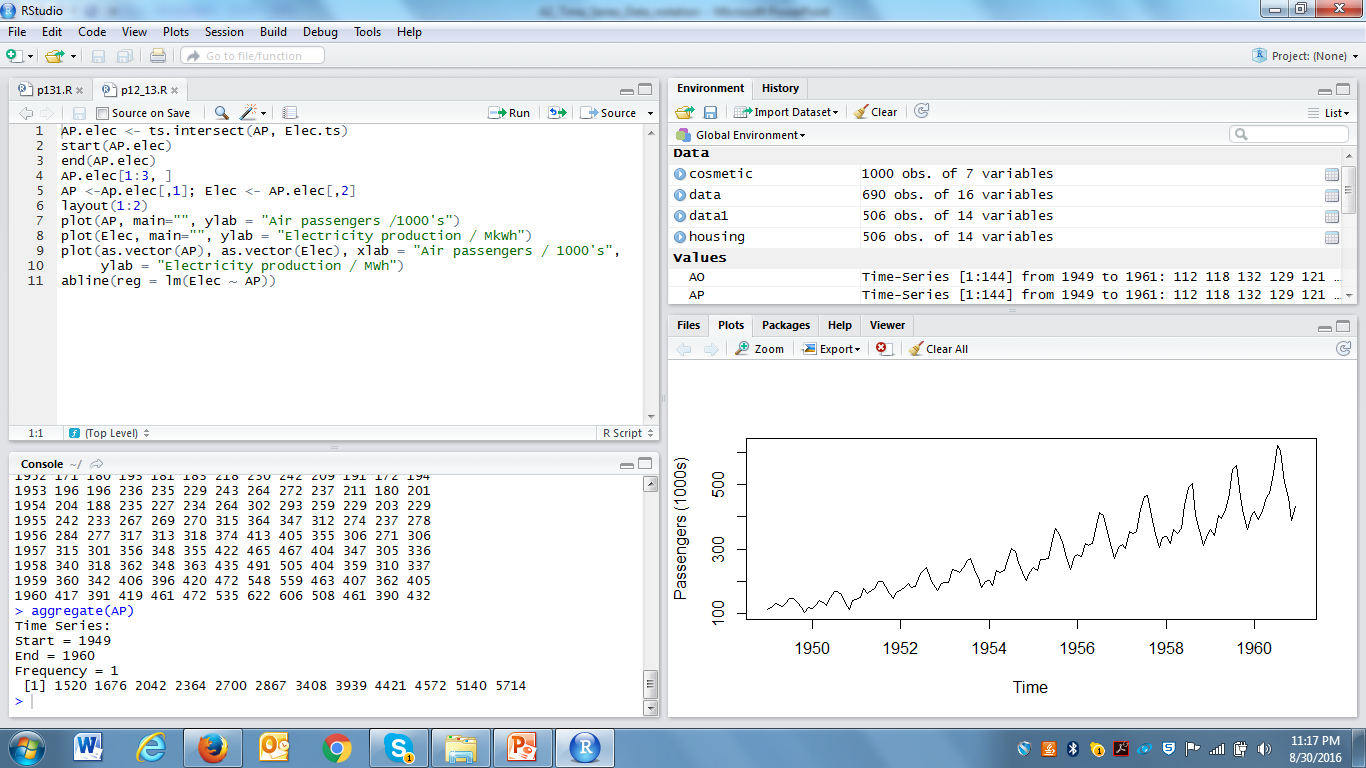 RStudio
File Edit Code View Plots Session Build Debug Tools Help
Go to file/function
Project: (None)
p131.R p12_13.R
Source on Save Run Source
1 AP.elec <- ts.intersect(AP, Elec.ts)
2 start(AP.elec)
3 end(AP.elec)
4 AP.elec[1:3, ]
5 AP <-Ap.elec[,1]; Elec <- AP.elec[,2]
6 layout(1:2)
7 plot(AP, main="", ylab = "Air passengers /1000's")
8 plot(Elec, main="", ylab = "Electricity production / MkWh")
9 plot(as.vector(AP), as.vector(Elec), xlab = "Air passengers / 1000's",
10 ylab = "Electricity production / MWh")
11 abline(reg = lm(Elec ~ AP))
1:1 (Top Level) R Script
Console ~/
1952 171 180 193 181 183 218 230 242 209 191 172 194
1953 196 196 236 235 229 243 264 272 237 211 180 201
1954 204 188 235 227 234 264 302 293 259 229 203 229
1955 242 233 267 269 270 315 364 347 312 274 237 278
1956 284 277 317 313 318 374 413 405 355 306 271 306
1957 315 301 356 348 355 422 465 467 404 347 305 336
1958 340 318 362 348 363 435 491 505 404 359 310 337
1959 360 342 406 396 420 472 548 559 463 407 362 405
1960 417 391 419 461 472 535 622 606 508 461 390 432
> aggregate(AP)
Time Series:
Start = 1949
End = 1960
Frequency = 1
[1] 1520 1676 2042 2364 2700 2867 3408 3939 4421 4572 5140 5714
>
Environment History
Import Dataset Clear List
Global Environment
Data
cosmetic 1000 obs. of 7 variables
data 690 obs. of 16 variables
data1 506 obs. of 14 variables
housing 506 obs. of 14 variables
Values
AO Time-Series [1:144] from 1949 to 1961: 112 118 132 129 121 …
AP Time-Series [1:144] from 1949 to 1961: 112 118 132 129 121 …
Files Plots Packages Help Viewer
Zoom Export Clear All
Passengers (1000s)
500
300
100
1950 1952 1954 1956 1958 1960
Time
11:17 PM
8/30/2016